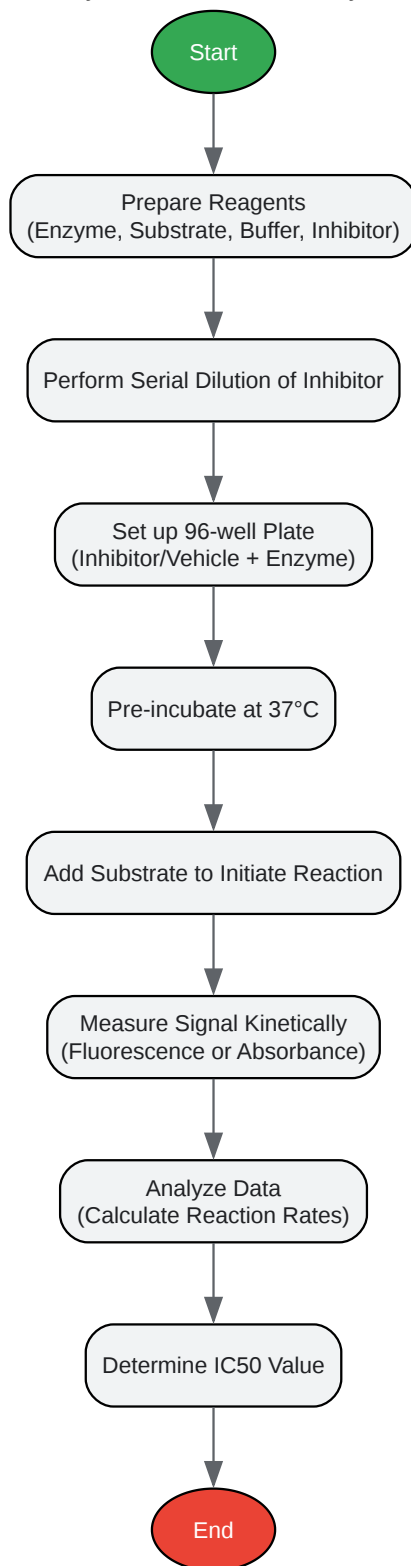 Start
Prepare Reagents
(Enzyme, Substrate, Buffer, Inhibitor)
Perform Serial Dilution of Inhibitor
Set up 96-well Plate
(Inhibitor/Vehicle + Enzyme)
Pre-incubate at 37°C
Add Substrate to Initiate Reaction
Measure Signal Kinetically
(Fluorescence or Absorbance)
Analyze Data
(Calculate Reaction Rates)
Determine IC50 Value
End